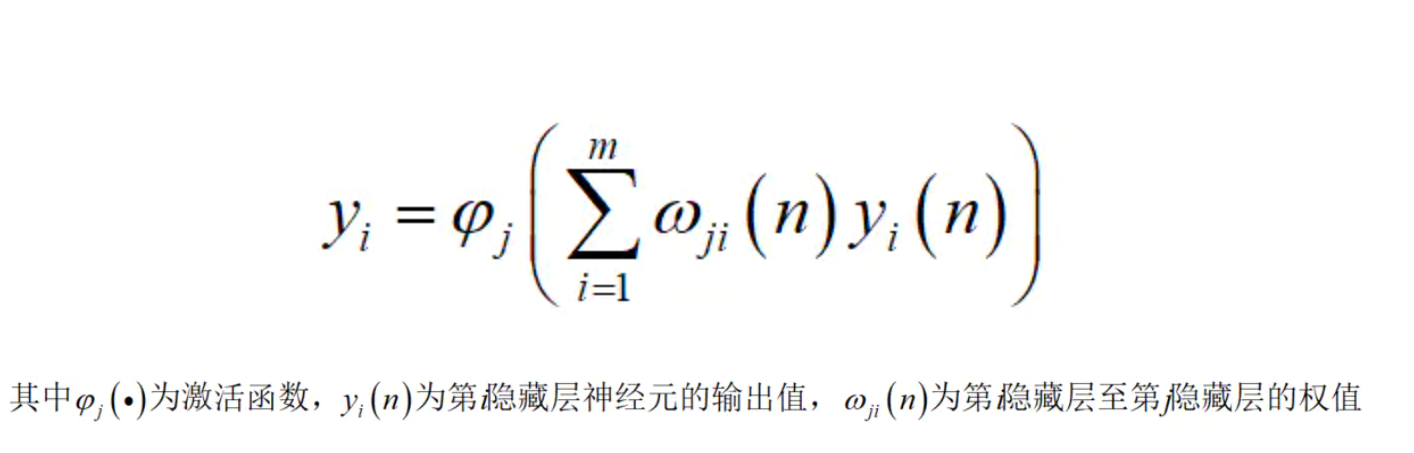 y_i = φ_j ( ∑_{i=1}^{m} ω_{ji}(n) y_i(n) )
其中φ_j(•)为激活函数，y_i(n)为第i隐藏层神经元的输出值，ω_{ji}(n)为第i隐藏层至第j隐藏层的权值